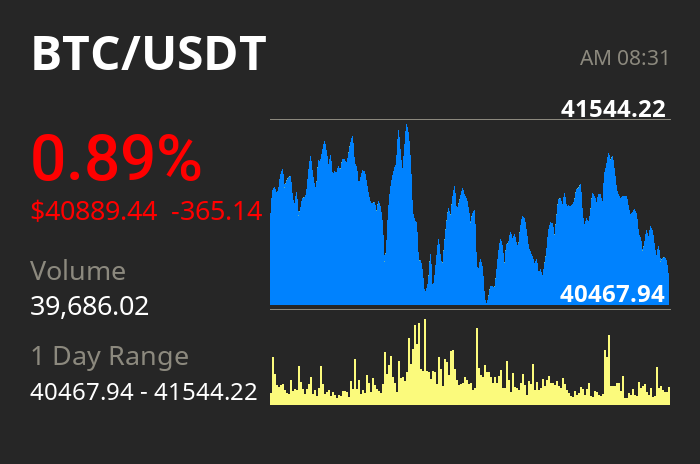 BTC/USDT
AM 08:31
41544.22
0.89%
$40889.44 -365.14
Volume
39,686.02
40467.94
1 Day Range
40467.94 - 41544.22